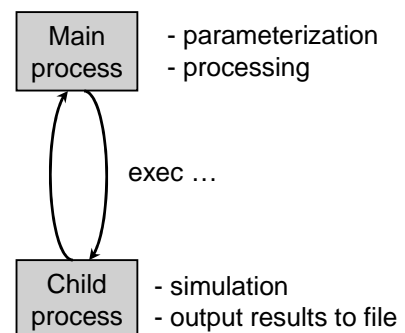 Main
process
- parameterization
- processing
exec …
Child
process
- simulation
- output results to file